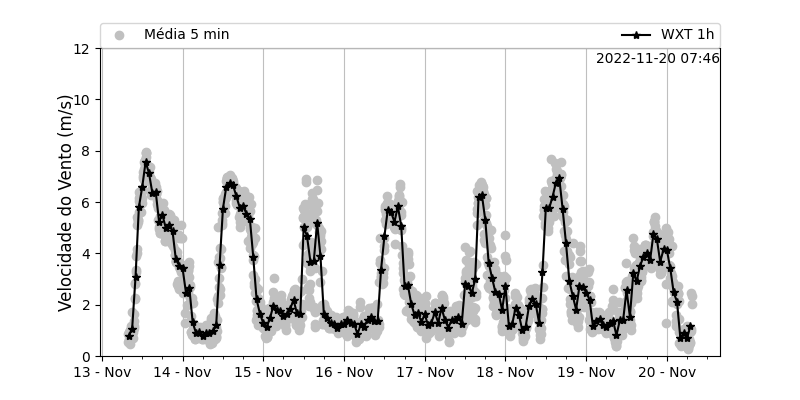 Média 5 min
WXT 1h
2022-11-20 07:46
Velocidade do Vento (m/s)
12
10
8
6
4
2
0
13 - Nov
14 - Nov
15 - Nov
16 - Nov
17 - Nov
18 - Nov
19 - Nov
20 - Nov